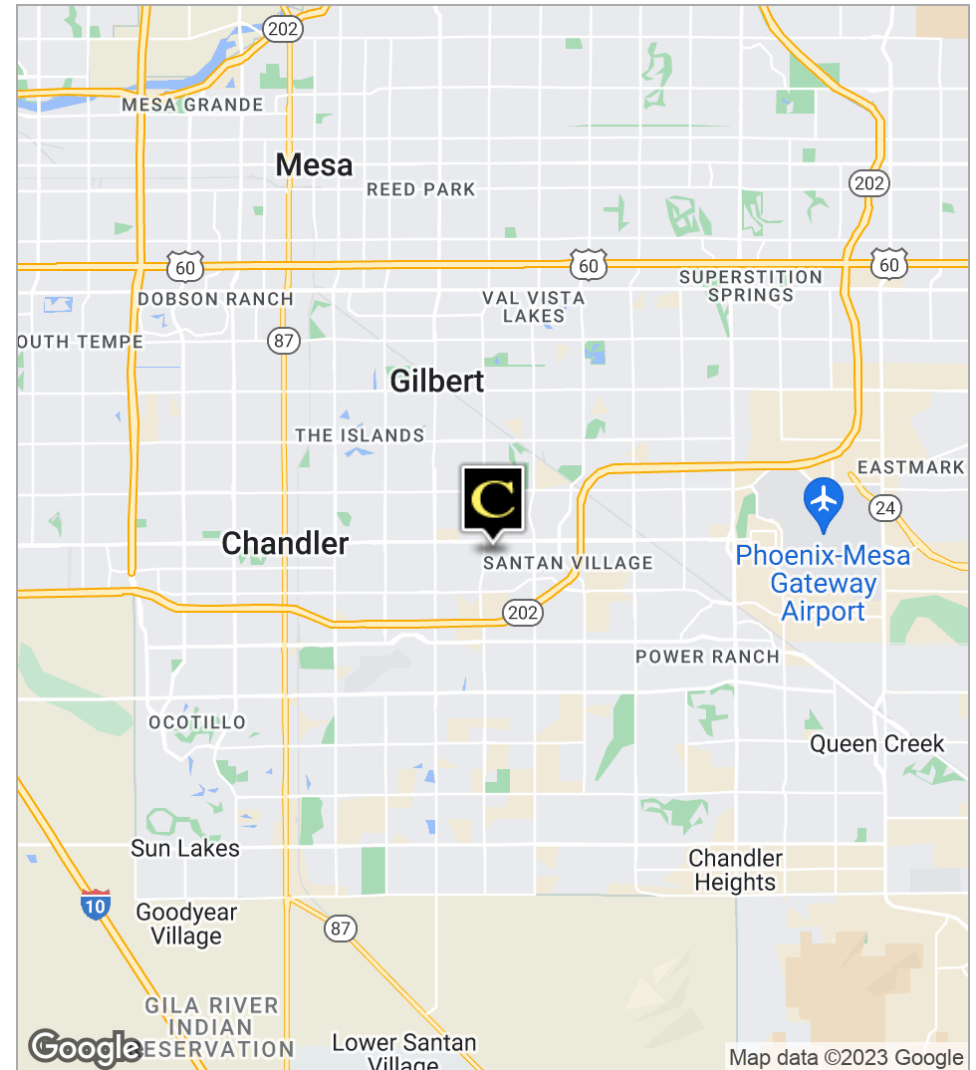 202
MESA GRANDE
Mesa
REED PARK
202
60
60
60
DOBSON RANCH
VAL VISTA
LAKES
SUPERSTITION
SPRINGS
OUTH TEMPE
87
Gilbert
THE ISLANDS
EASTMARK
C
24
Chandler
SANTAN VILLAGE
Phoenix-Mesa
Gateway
Airport
202
POWER RANCH
OCOTILLO
Queen Creek
Sun Lakes
Chandler
Heights
10
Goodyear
Village
87
GILA RIVER
INDIAN
ESERVATION
Lower Santan
Village
Google
Map data ©2023 Google